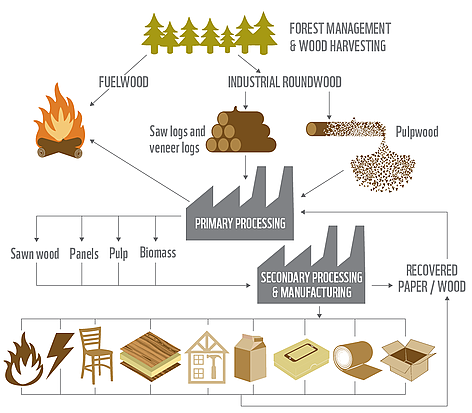 FOREST MANAGEMENT
& WOOD HARVESTING
FUELWOOD
INDUSTRIAL ROUNDWOOD
Saw logs and
veneer logs
Pulpwood
PRIMARY PROCESSING
Sawn wood
Panels
Pulp
Biomass
SECONDARY PROCESSING
& MANUFACTURING
RECOVERED
PAPER / WOOD